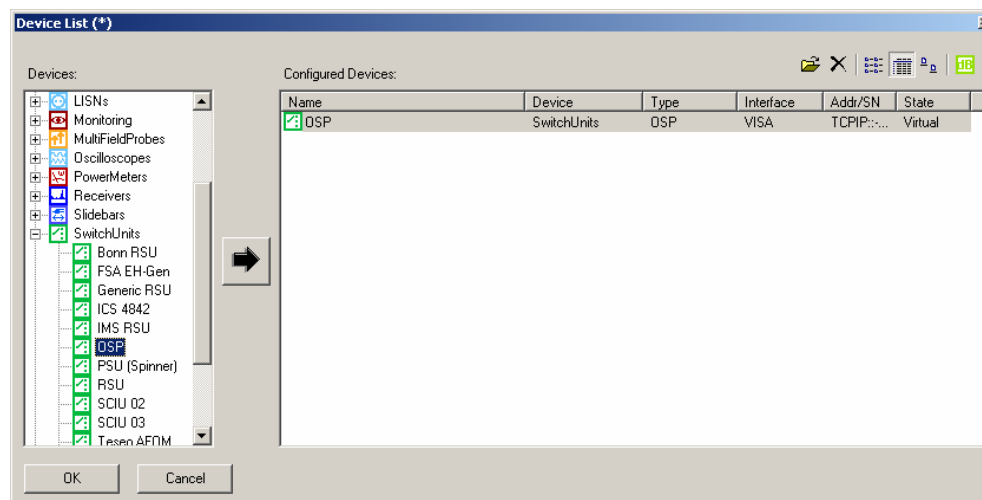 Device List (*)
Devices:
Configured Devices:
dB
LISNs
Monitoring
MultiFieldProbes
Oscilloscopes
PowerMeters
Receivers
Slidebars
SwitchUnits
Bonn RSU
FSA EH-Gen
Generic RSU
ICS 4842
IMS RSU
OSP
PSU (Spinner)
RSU
SCIU 02
SCIU 03
Teseo AFOM
Name Device Type Interface Addr/SN State
OSP SwitchUnits OSP VISA TCPIP::-... Virtual
OK Cancel